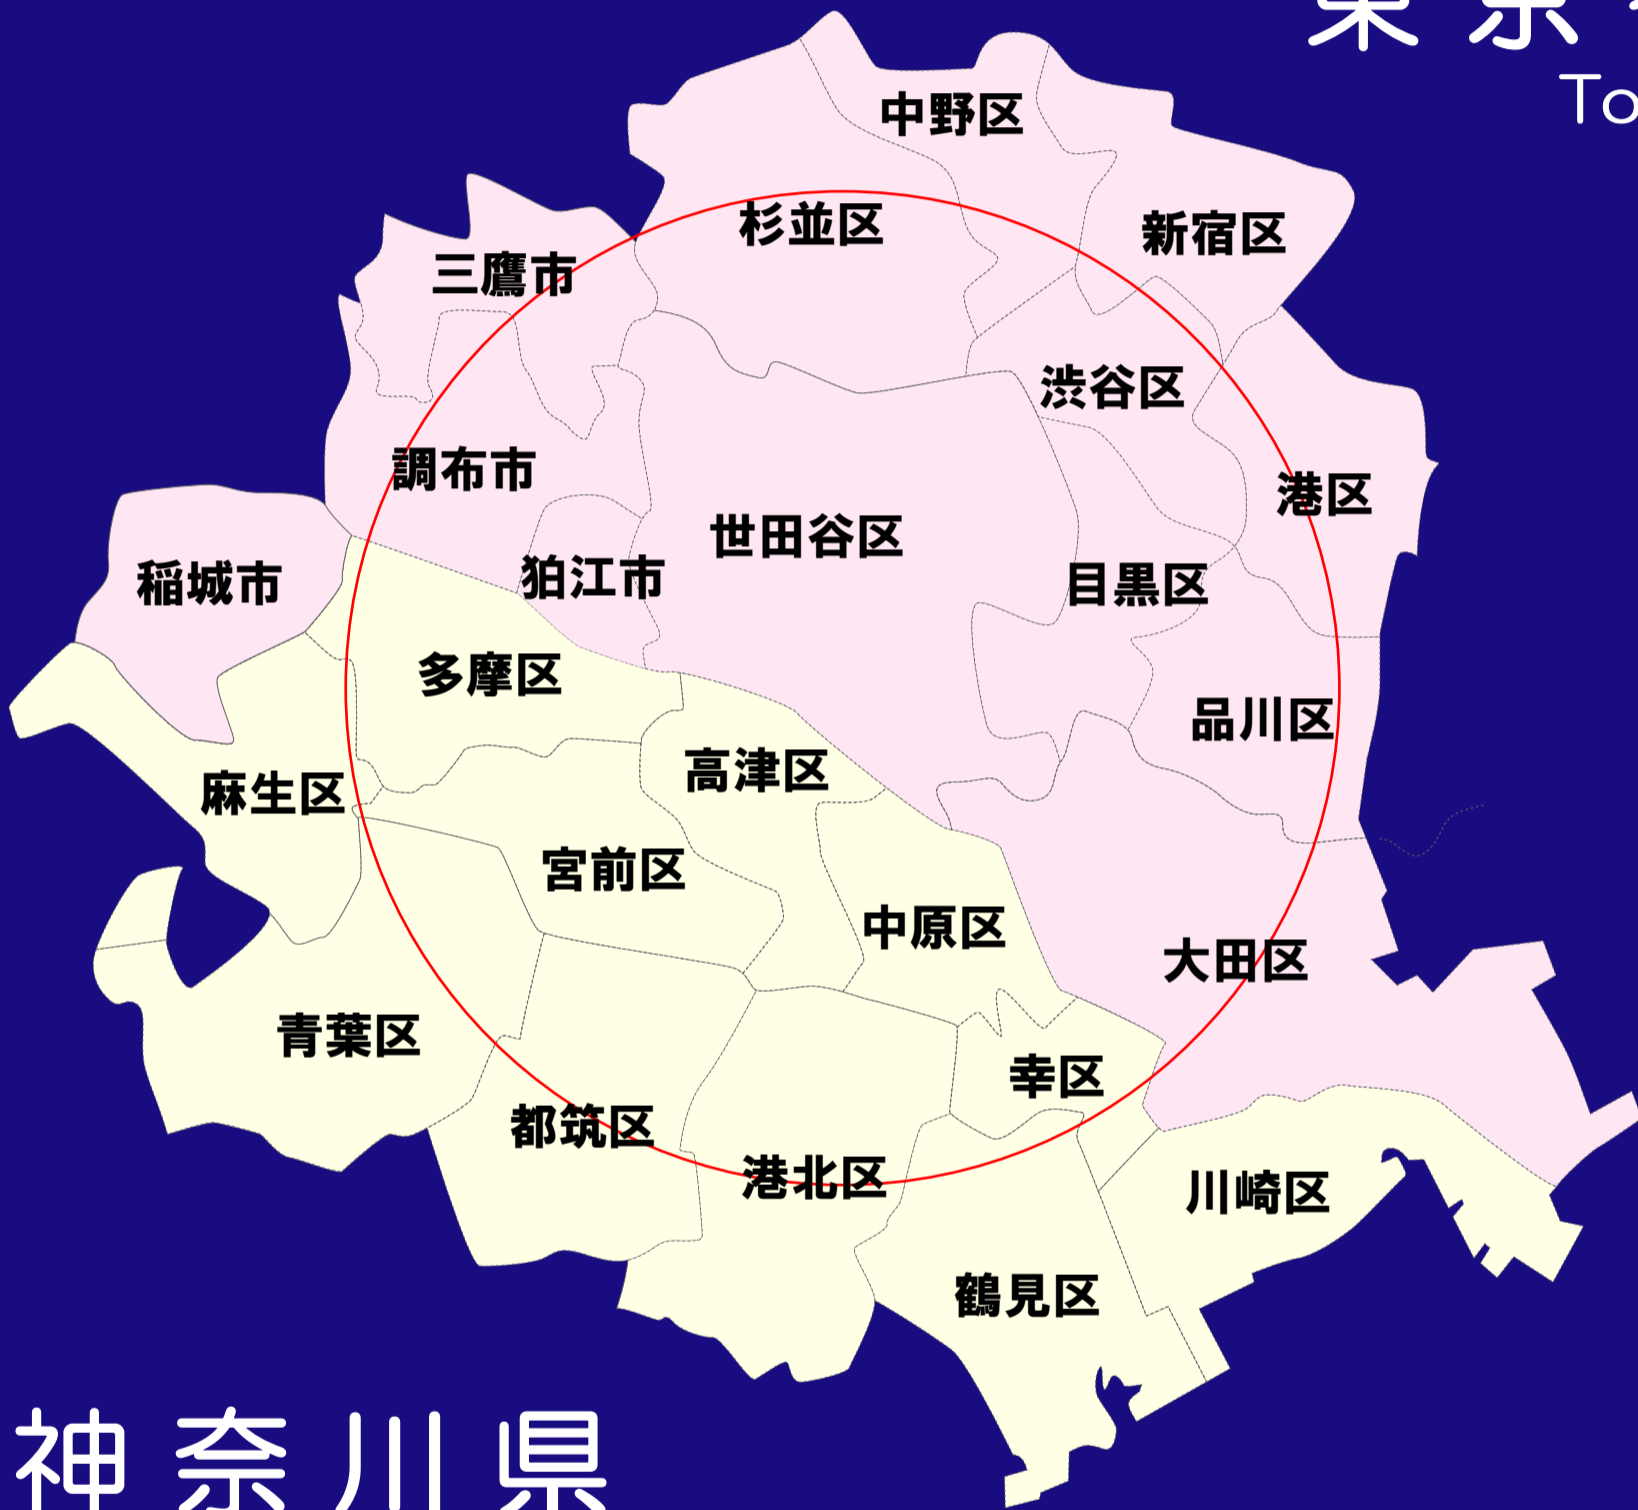 東京
To
中野区
杉並区
新宿区
三鷹市
渋谷区
調布市
港区
世田谷区
狛江市
目黒区
稲城市
多摩区
品川区
高津区
麻生区
宮前区
中原区
大田区
青葉区
幸区
都筑区
港北区
川崎区
鶴見区
神奈川県